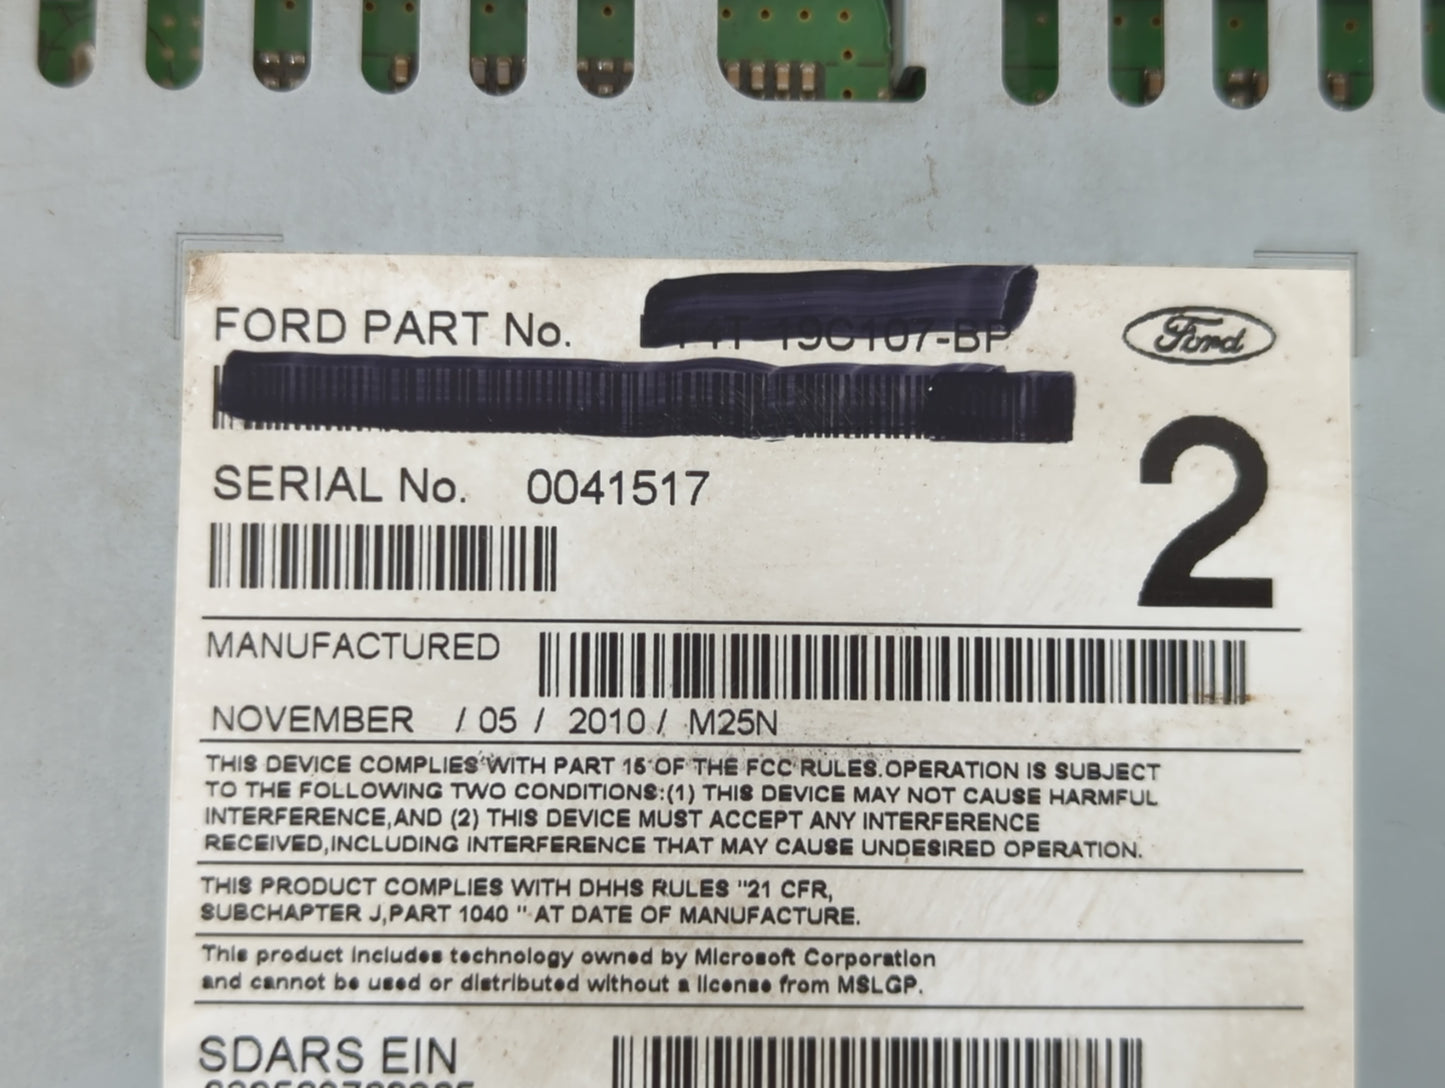 FORD PART No. 19C107-BP
Ford
SERIAL No. 0041517
2
MANUFACTURED
NOVEMBER / 05 / 2010 / M25N
THIS DEVICE COMPLIES WITH PART 15 OF THE FCC RULES.OPERATION IS SUBJECT
TO THE FOLLOWING TWO CONDITIONS:(1) THIS DEVICE MAY NOT CAUSE HARMFUL
INTERFERENCE,AND (2) THIS DEVICE MUST ACCEPT ANY INTERFERENCE
RECEIVED,INCLUDING INTERFERENCE THAT MAY CAUSE UNDESIRED OPERATION.
THIS PRODUCT COMPLIES WITH DHHS RULES "21 CFR,
SUBCHAPTER J,PART 1040 " AT DATE OF MANUFACTURE.
This product includes technology owned by Microsoft Corporation
and cannot be used or distributed without a license from MSLGP.
SDARS EIN